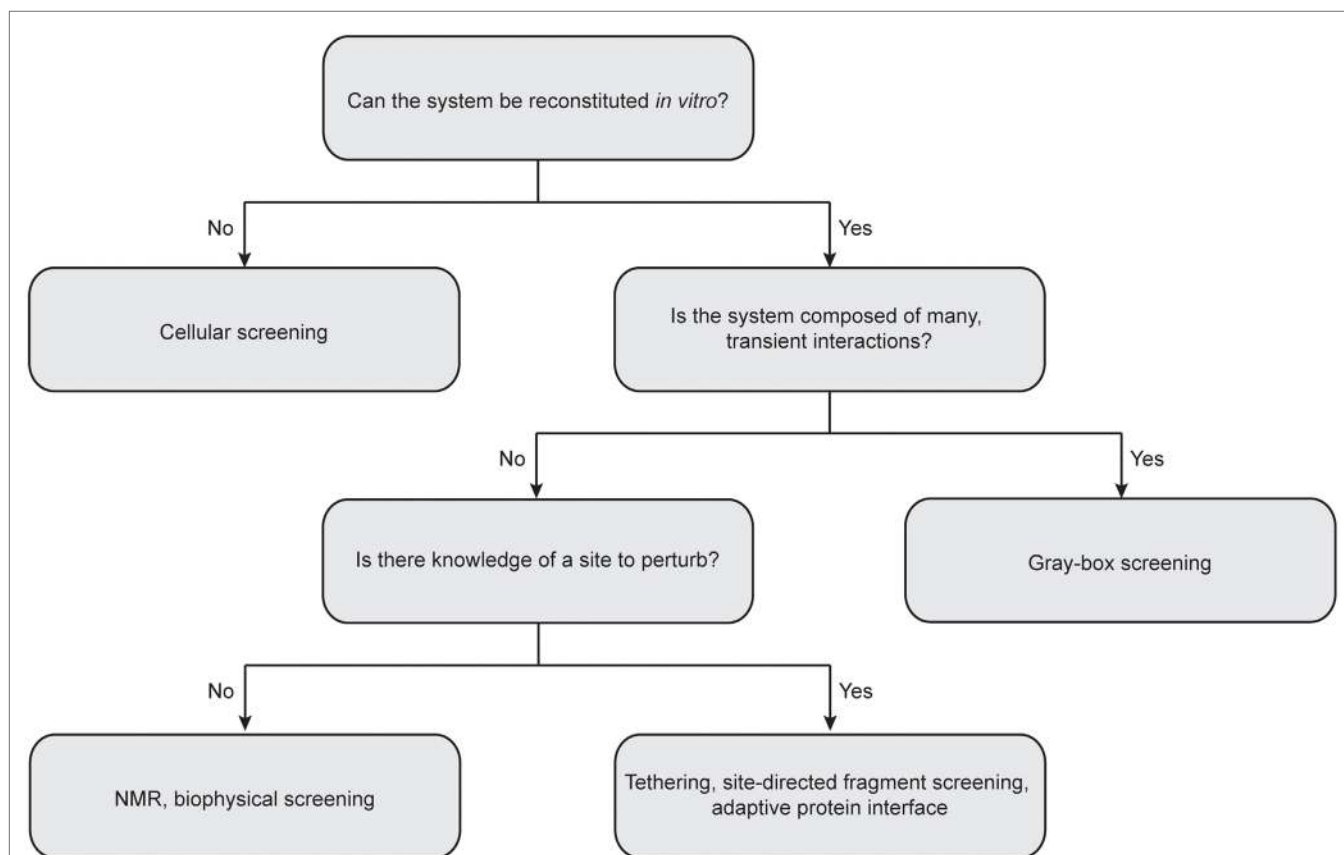 Can the system be reconstituted in vitro?
No
Yes
Cellular screening
Is the system composed of many,
transient interactions?
No
Yes
Is there knowledge of a site to perturb?
Gray-box screening
No
Yes
NMR, biophysical screening
Tethering, site-directed fragment screening,
adaptive protein interface